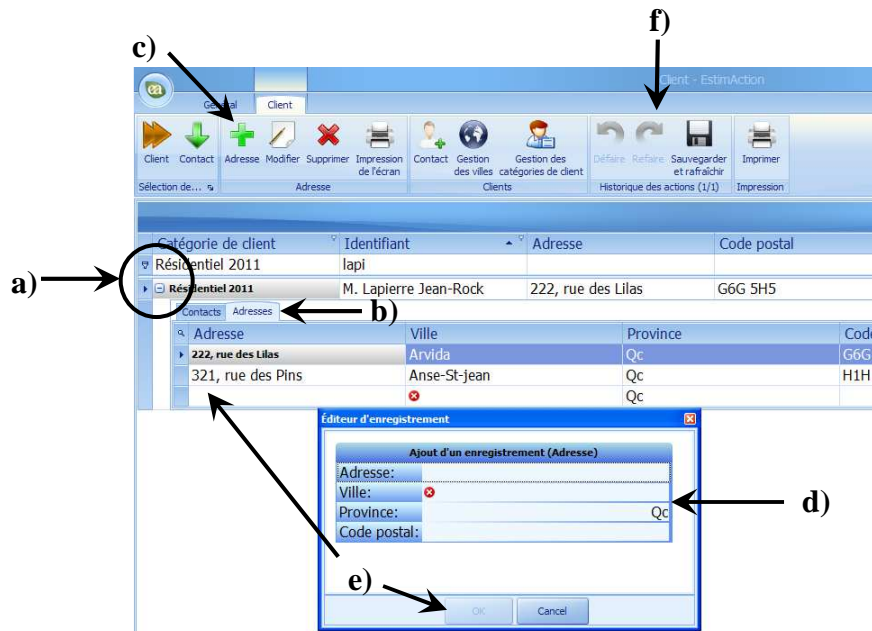 f)
c)
Client - EstimAction
ea
Général Client
Client Contact Adresse Modifier Supprimer Impression de l'écran Contact Gestion des villes Gestion des catégories de client Défaire Refaire Sauvegarder et rafraîchir Imprimer
Sélection de... Adresse Clients Historique des actions (1/1) Impression
Catégorie de client Identifiant Adresse Code postal
Résidentiel 2011 lapi
a)
Résidentiel 2011 M. Lapierre Jean-Rock 222, rue des Lilas G6G 5H5
Contacts Adresses b)
Adresse Ville Province Code
222, rue des Lilas Arvida Qc G6G
321, rue des Pins Anse-St-jean Qc H1H
Qc
Éditeur d'enregistrement
Ajout d'un enregistrement (Adresse)
Adresse:
Ville:
d)
Province: Qc
Code postal:
e)
OK Cancel